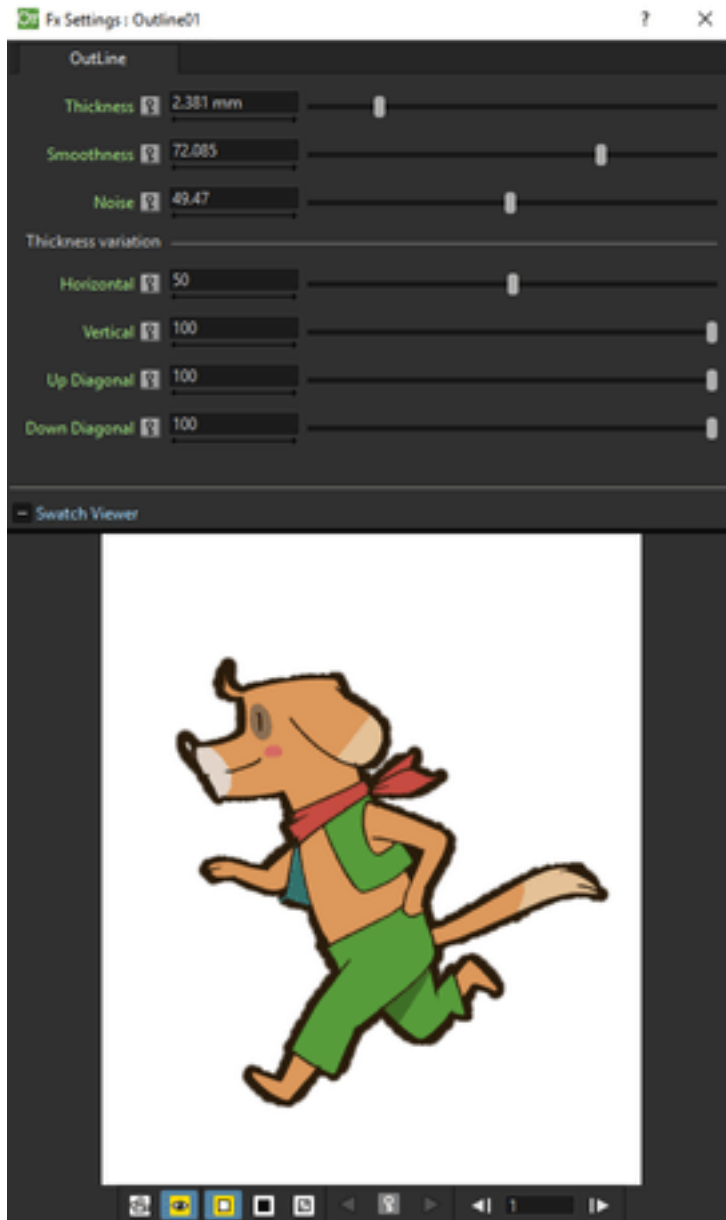 Fx Settings : Outline01
OutLine
Thickness 2.381 mm
Smoothness 72.085
Noise 49.47
Thickness variation
Horizontal 50
Vertical 100
Up Diagonal 100
Down Diagonal 100
Swatch Viewer
1